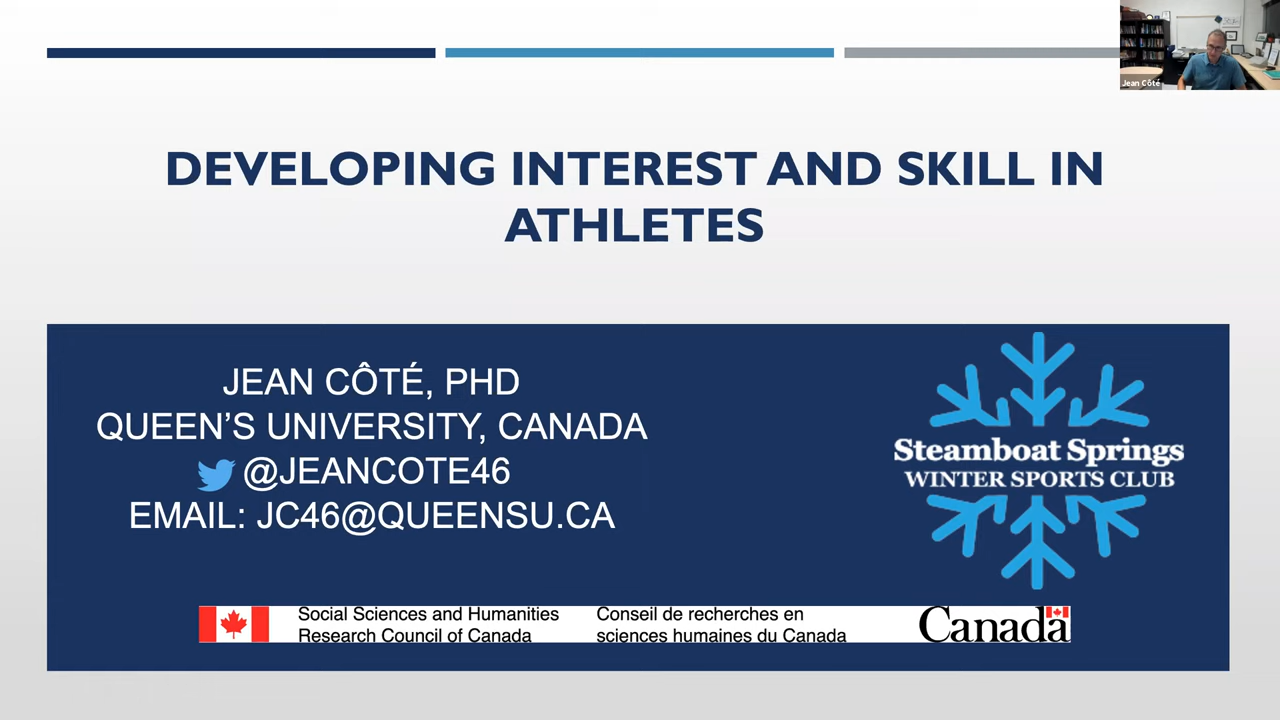 Jean Côté
DEVELOPING INTEREST AND SKILL IN
ATHLETES
JEAN CÔTÉ, PHD
QUEEN'S UNIVERSITY, CANADA
@JEANCOTE46
EMAIL: JC46@QUEENSU.CA
Steamboat Springs
WINTER SPORTS CLUB
Social Sciences and Humanities
Research Council of Canada
Conseil de recherches en
sciences humaines du Canada
Canada